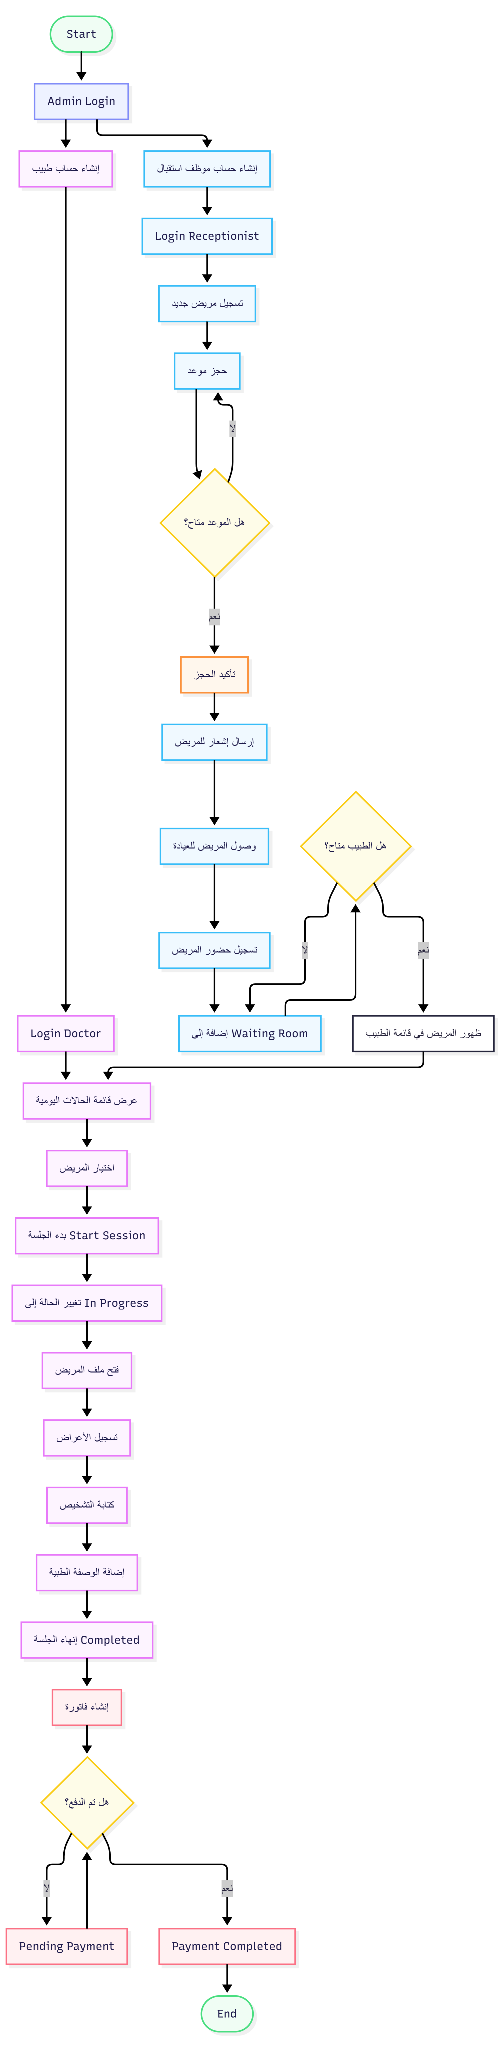 Start
Admin Login
إنشاء حساب طبيب
إنشاء حساب موظف استقبال
Login Receptionist
تسجيل مريض جديد
حجز موعد
لا
هل الموعد متاح؟
نعم
تأكيد الحجز
إرسال إشعار للمريض
هل الطبيب متاح؟
وصول المريض للعيادة
لا
نعم
تسجيل حضور المريض
Login Doctor
إضافة إلى Waiting Room
ظهور المريض في قائمة الطبيب
عرض قائمة الحالات اليومية
اختيار المريض
بدء الجلسة Start Session
تغيير الحالة إلى In Progress
فتح ملف المريض
تسجيل الأعراض
كتابة التشخيص
اضافة الوصفة الطبية
إنهاء الجلسة Completed
إنشاء فاتورة
هل تم الدفع؟
لا
نعم
Pending Payment
Payment Completed
End